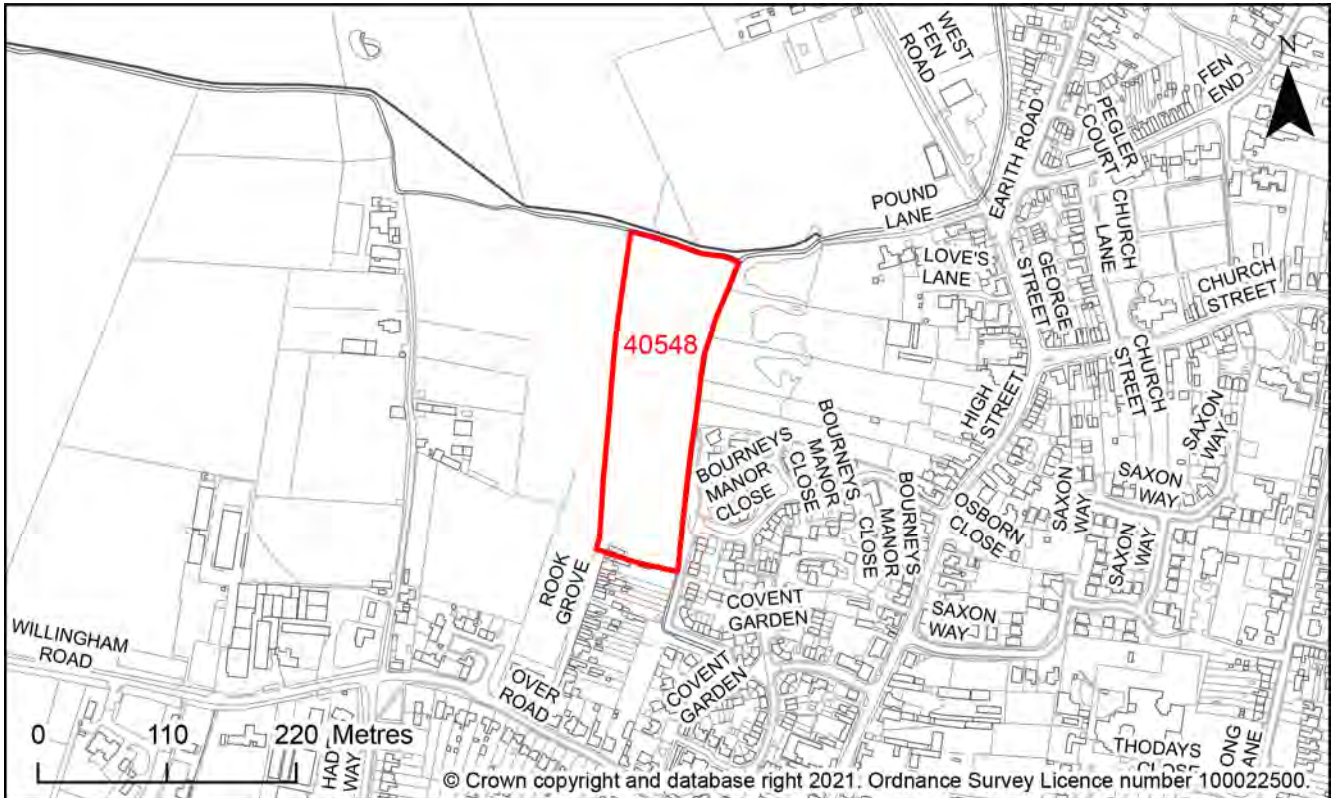 WEST
FEN
ROAD
EARITH ROAD
PEGLER
COURT
FEN
END
N
POUND
LANE
CHURCH
LANE
LOVE'S
LANE
GEORGE
STREET
CHURCH
STREET
40548
CHURCH
STREET
HIGH
STREET
SAXON
WAY
BOURNEYS
MANOR
CLOSE
BOURNEYS
MANOR
CLOSE
BOURNEYS
MANOR
CLOSE
OSBORN
CLOSE
SAXON
WAY
SAXON
WAY
SAXON
WAY
ROOK
GROVE
COVENT
GARDEN
SAXON
WAY
WILLINGHAM
ROAD
OVER
ROAD
COVENT
GARDEN
HAD
WAY
THODAYS
CLOSE
ONG
ANE
0 110 220 Metres
© Crown copyright and database right 2021. Ordnance Survey Licence number 100022500.